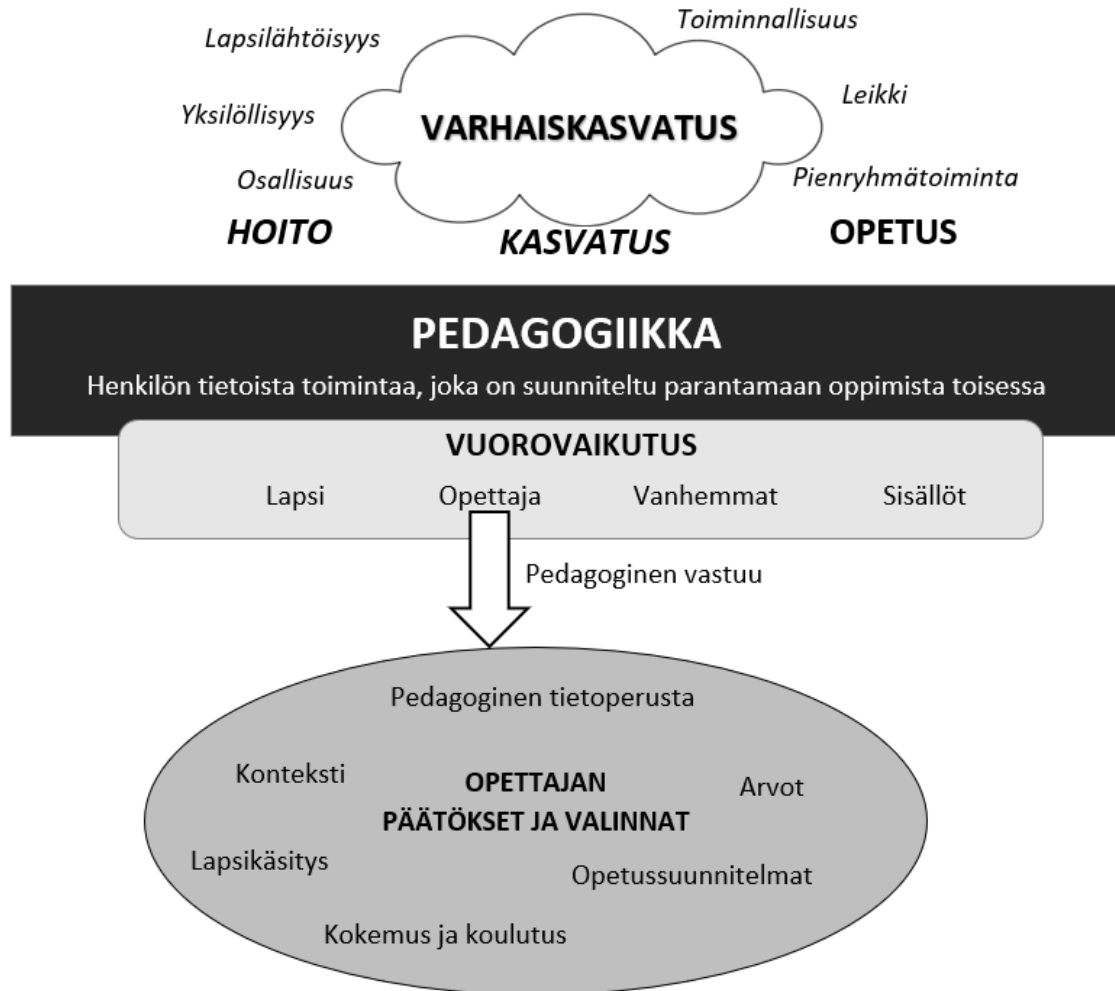 Toiminnallisuus
Lapsilähtöisyys
Leikki
Yksilöllisyys
VARHAISKASVATUS
Osallisuus
Pienryhmätoiminta
HOITO
KASVATUS
OPETUS
PEDAGOGIIKKA
Henkilön tietoista toimintaa, joka on suunniteltu parantamaan oppimista toisessa
VUOROVAIKUTUS
Lapsi
Opettaja
Vanhemmat
Sisällöt
Pedagoginen vastuu
Pedagoginen tietoperusta
Konteksti
OPETTAJAN
PÄÄTÖKSET JA VALINNAT
Arvot
Lapsikäsitys
Opetussuunnitelmat
Kokemus ja koulutus